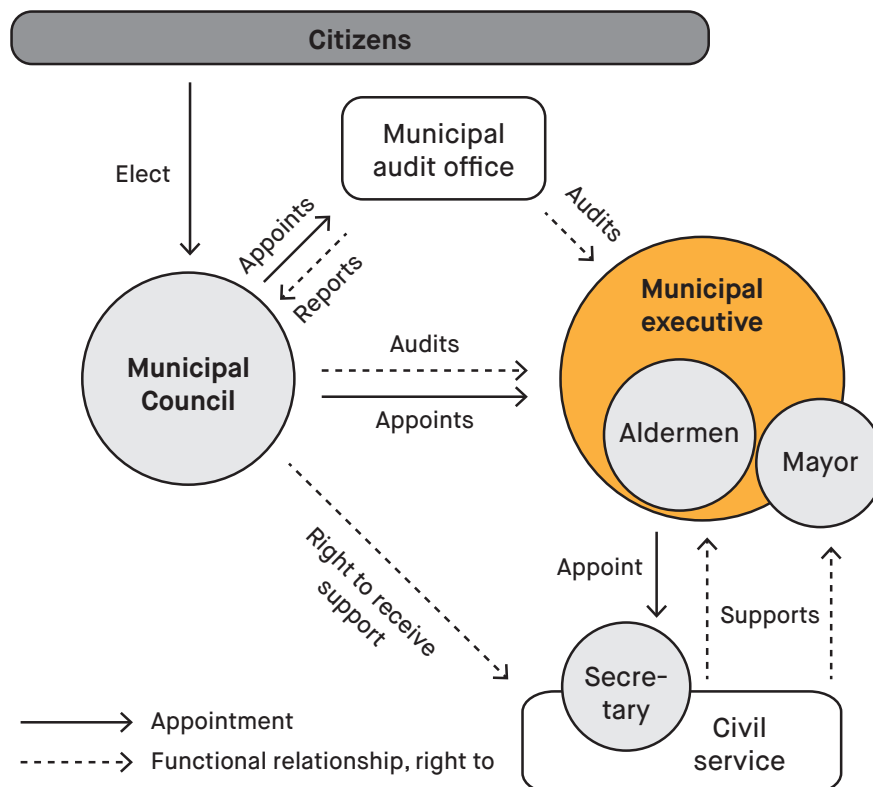 Citizens
Elect
Municipal
audit office
Appoints
Reports
Audits
Municipal
executive
Municipal
Council
Audits
Appoints
Aldermen
Mayor
Right to receive
support
Appoint
Supports
Secre-
tary
Civil
service
Appointment
Functional relationship, right to